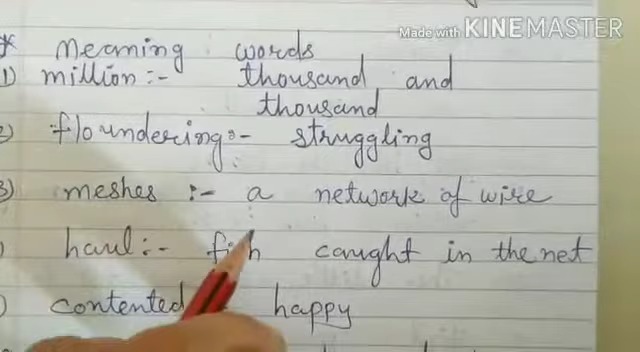 Made with KINEMASTER
* Meaning words
1) million :- thousand and
thousand
2) floundering :- struggling
3) meshes :- a network of wire
) haul :- fish caught in the net
) contented happy